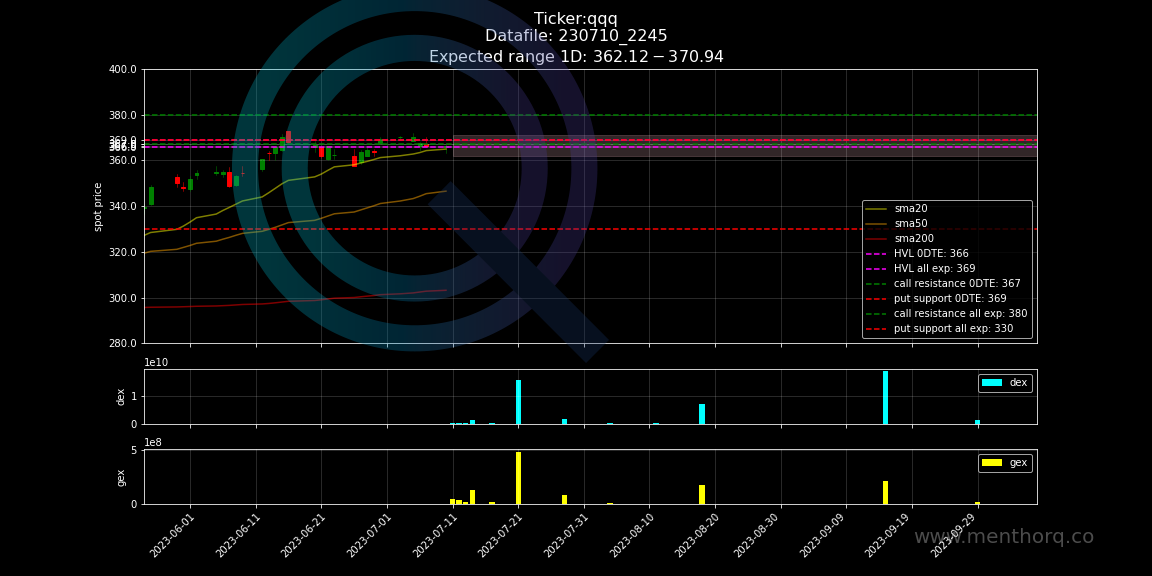 Ticker:qqq
Datafile: 230710_2245
Expected range 1D: 362.12 − 370.94
400.0
380.0
369.0
360.0
340.0
320.0
300.0
280.0
spot price
sma20
sma50
sma200
HVL 0DTE: 366
HVL all exp: 369
call resistance 0DTE: 367
put support 0DTE: 369
call resistance all exp: 380
put support all exp: 330
1e10
1
0
dex
dex
1e8
5
0
gex
gex
2023-06-01
2023-06-11
2023-06-21
2023-07-01
2023-07-11
2023-07-21
2023-07-31
2023-08-10
2023-08-20
2023-08-30
2023-09-09
2023-09-19
2023-09-29
www.menthorq.co